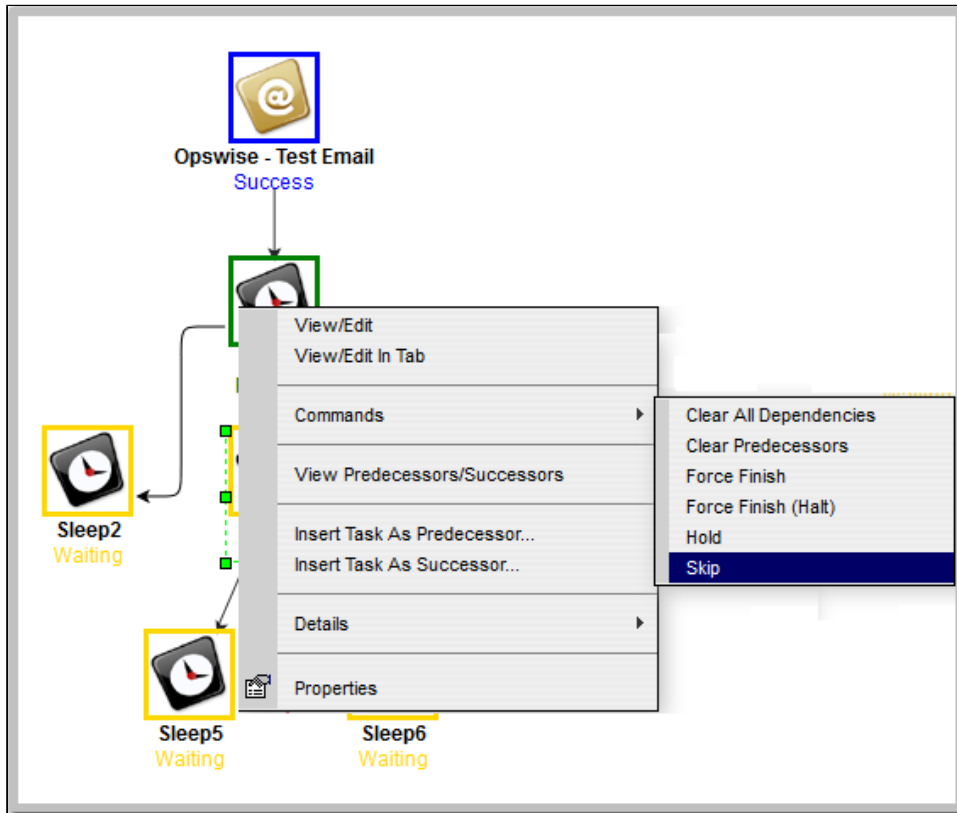 Opswise - Test Email
Success
View/Edit
View/Edit In Tab
Commands
Clear All Dependencies
Clear Predecessors
View Predecessors/Successors
Force Finish
Force Finish (Halt)
Insert Task As Predecessor...
Hold
Insert Task As Successor...
Skip
Sleep2
Waiting
Details
Properties
Sleep5
Waiting
Sleep6
Waiting